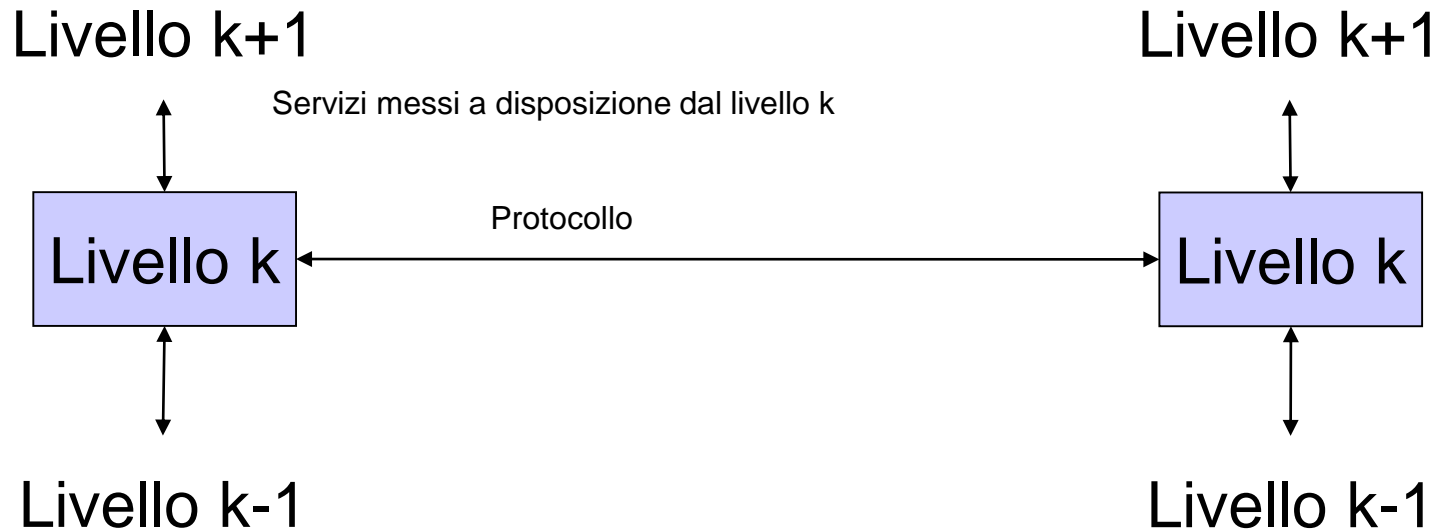 Livello k+1
Livello k+1
Servizi messi a disposizione dal livello k
Protocollo
Livello k
Livello k
Livello k-1
Livello k-1